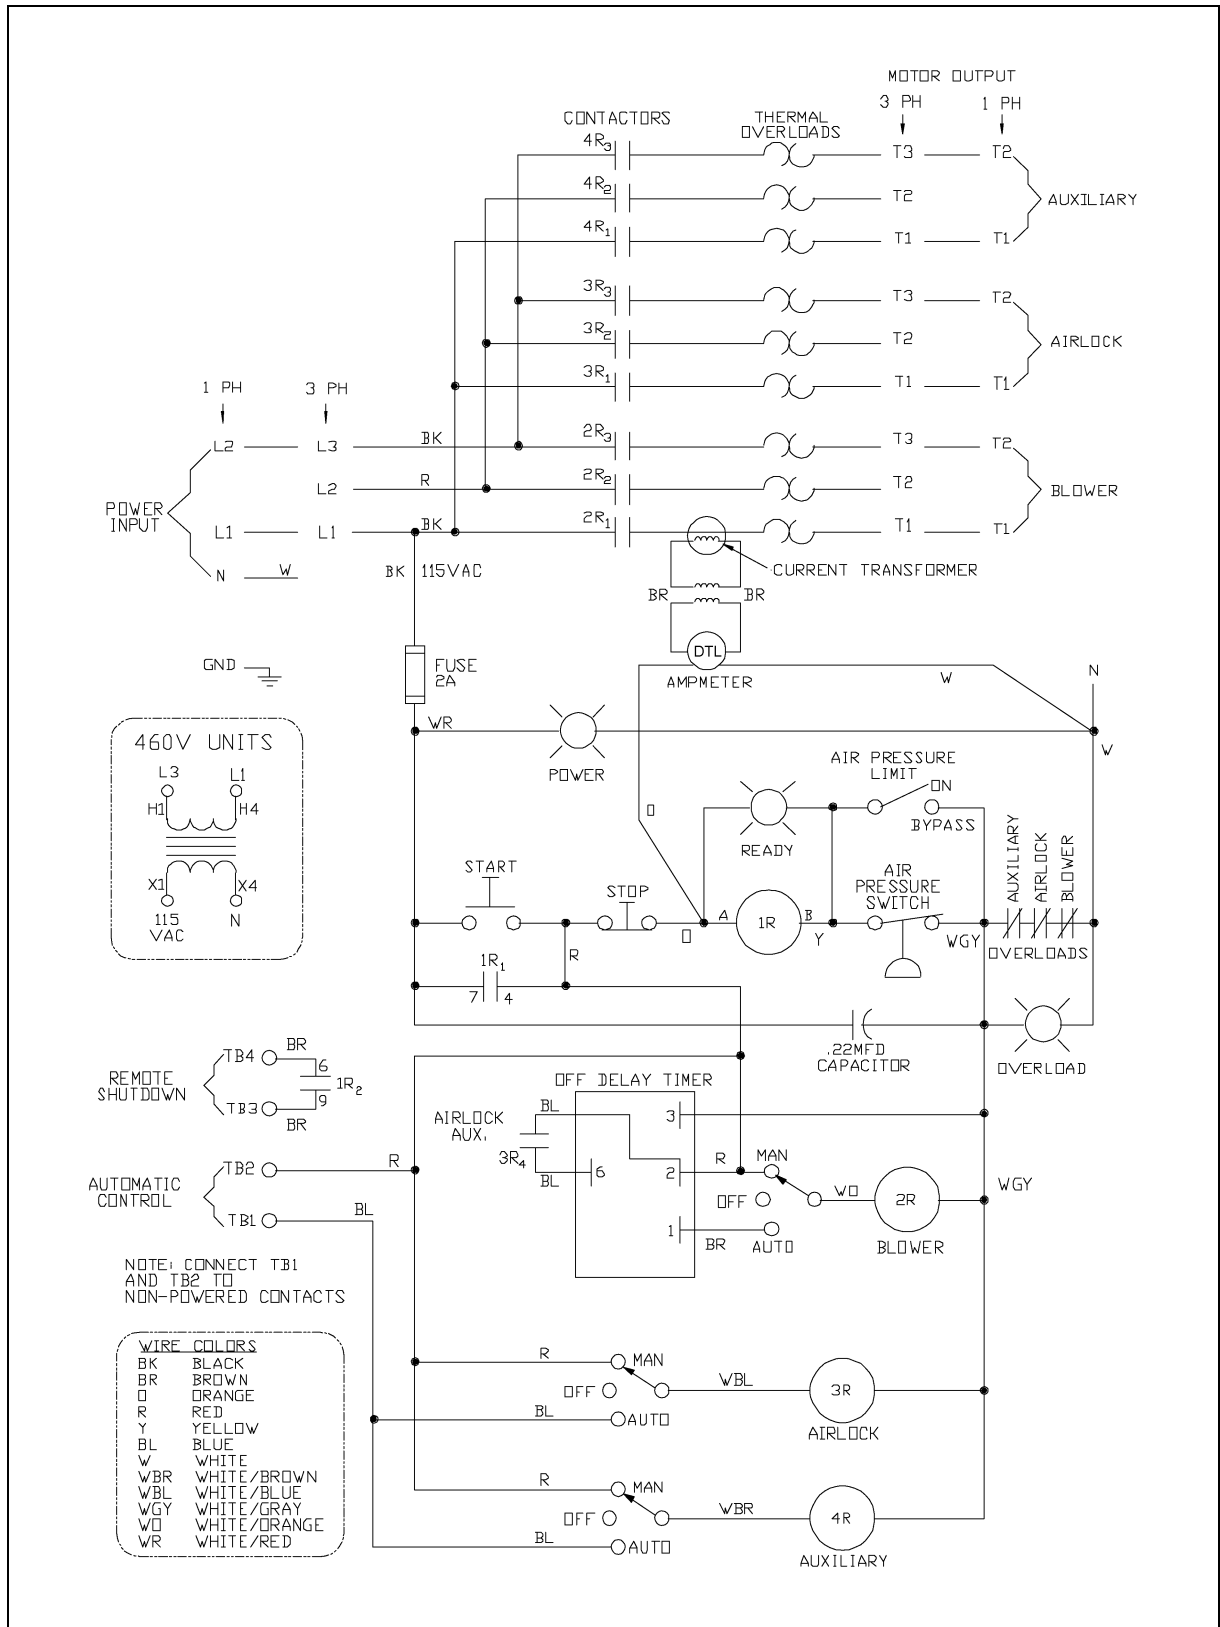 MOTOR OUTPUT
3 PH
1 PH
CONTACTORS
THERMAL
OVERLOADS
4R3
T3
T2
4R2
T2
AUXILIARY
4R1
T1
T1
3R3
T3
T2
3R2
T2
AIRLOCK
3R1
T1
T1
1 PH
3 PH
L2
L3
BK
2R3
T3
T2
L2
R
2R2
T2
BLOWER
POWER
INPUT
L1
L1
BK
2R1
T1
T1
N
W
BK
115VAC
CURRENT TRANSFORMER
BR
BR
DTL
AMPMETER
GND
FUSE
2A
W
N
WR
POWER
W
460V UNITS
L3
L1
H1
H4
X1
X4
115
VAC
N
AIR PRESSURE
LIMIT
ON
BYPASS
O
READY
START
STOP
AIR
PRESSURE
SWITCH
AUXILIARY
AIRLOCK
BLOWER
A
1R
B
O
Y
WGY
OVERLOADS
R
1R1
7
4
.22MFD
CAPACITOR
OVERLOAD
REMOTE
SHUTDOWN
TB4
BR
6
1R2
9
TB3
BR
OFF DELAY TIMER
AIRLOCK
AUX.
BL
3
3R4
BL
6
2
R
MAN
OFF
WO
2R
WGY
1
BR
AUTO
BLOWER
AUTOMATIC
CONTROL
TB2
R
TB1
BL
NOTE: CONNECT TB1
AND TB2 TO
NON-POWERED CONTACTS
WIRE COLORS
BK BLACK
BR BROWN
O ORANGE
R RED
Y YELLOW
BL BLUE
W WHITE
WBR WHITE/BROWN
WBL WHITE/BLUE
WGY WHITE/GRAY
WO WHITE/ORANGE
WR WHITE/RED
R
MAN
OFF
WBL
3R
BL
AUTO
AIRLOCK
R
MAN
OFF
WBR
4R
BL
AUTO
AUXILIARY